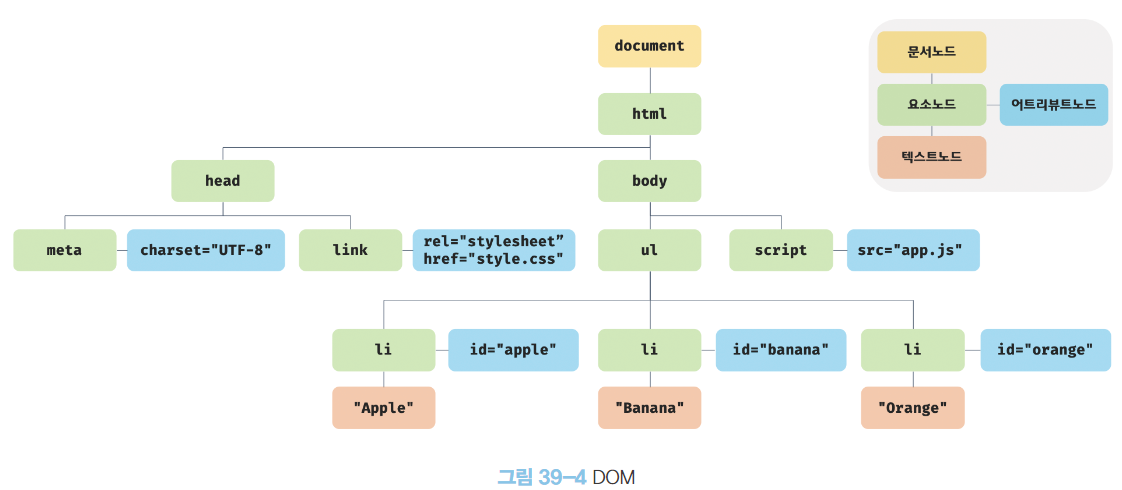 document
문서노드
요소노드
어트리뷰트노드
텍스트노드
html
head
body
meta
charset="UTF-8"
link
rel="stylesheet”
href="style.css"
ul
script
src="app.js"
li
id="apple"
li
id="banana"
li
id="orange"
"Apple"
"Banana"
"Orange"
그림 39-4 DOM